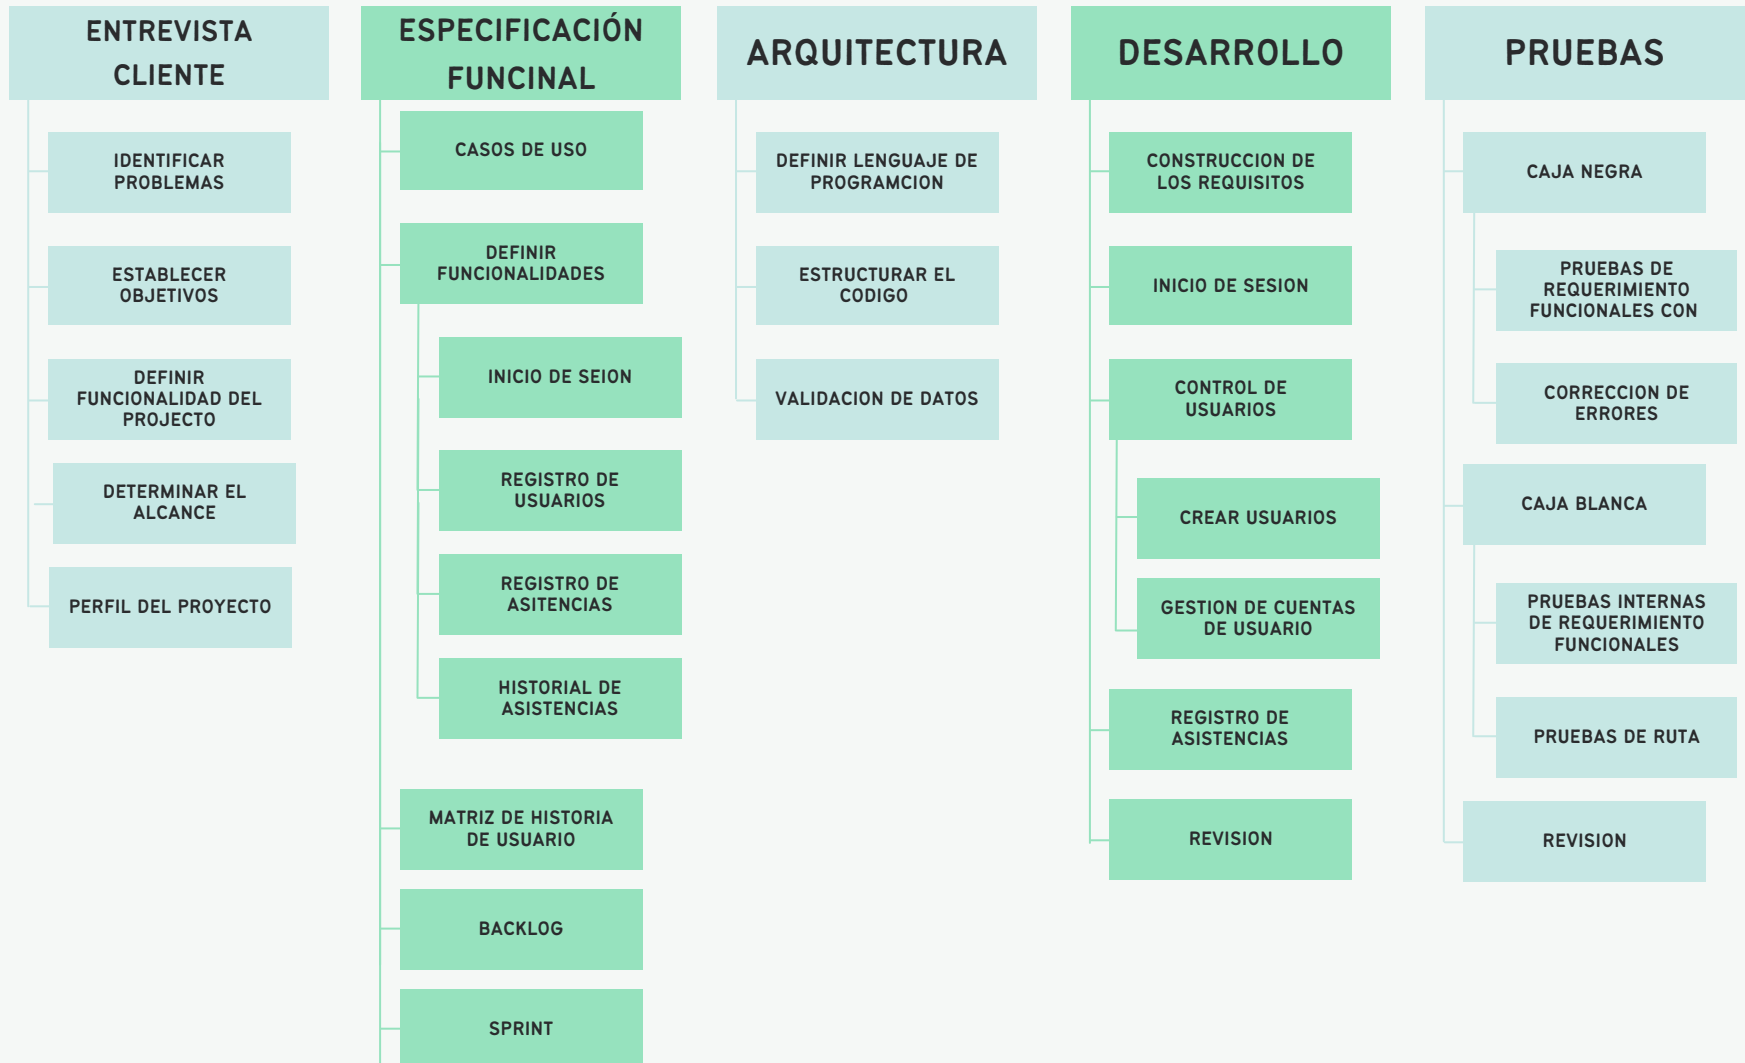 ENTREVISTA
CLIENTE
IDENTIFICAR
PROBLEMAS
ESTABLECER
OBJETIVOS
DEFINIR
FUNCIONALIDAD DEL
PROJECTO
DETERMINAR EL
ALCANCE
PERFIL DEL PROYECTO
ESPECIFICACIÓN
FUNCINAL
CASOS DE USO
DEFINIR
FUNCIONALIDADES
INICIO DE SEION
REGISTRO DE
USUARIOS
REGISTRO DE
ASITENCIAS
HISTORIAL DE
ASISTENCIAS
MATRIZ DE HISTORIA
DE USUARIO
BACKLOG
SPRINT
ARQUITECTURA
DEFINIR LENGUAJE DE
PROGRAMCION
ESTRUCTURAR EL
CODIGO
VALIDACION DE DATOS
DESARROLLO
CONSTRUCCION DE
LOS REQUISITOS
INICIO DE SESION
CONTROL DE
USUARIOS
CREAR USUARIOS
GESTION DE CUENTAS
DE USUARIO
REGISTRO DE
ASISTENCIAS
REVISION
PRUEBAS
CAJA NEGRA
PRUEBAS DE
REQUERIMIENTO
FUNCIONALES CON
CORRECCION DE
ERRORES
CAJA BLANCA
PRUEBAS INTERNAS
DE REQUERIMIENTO
FUNCIONALES
PRUEBAS DE RUTA
REVISION